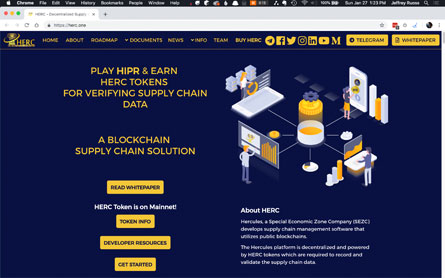 Chrome File Edit View History Bookmarks People Window Help
100% Sun Jan 27 1:23 PM Jeffrey Russo
HERC – Decentralized Supply
https://herc.one
HERC HOME ABOUT ROADMAP DOCUMENTS NEWS INFO TEAM BUY HERC TELEGRAM WHITEPAPER
PLAY HIPR & EARN
HERC TOKENS
FOR VERIFYING SUPPLY CHAIN
DATA
A BLOCKCHAIN
SUPPLY CHAIN SOLUTION
READ WHITEPAPER
HERC Token is on Mainnet!
TOKEN INFO
DEVELOPER RESOURCES
GET STARTED
About HERC
Hercules, a Special Economic Zone Company (SEZC)
develops supply chain management software that
utilizes public blockchains.
The Hercules platform is decentralized and powered
by HERC tokens which are required to record and
validate the supply chain data.